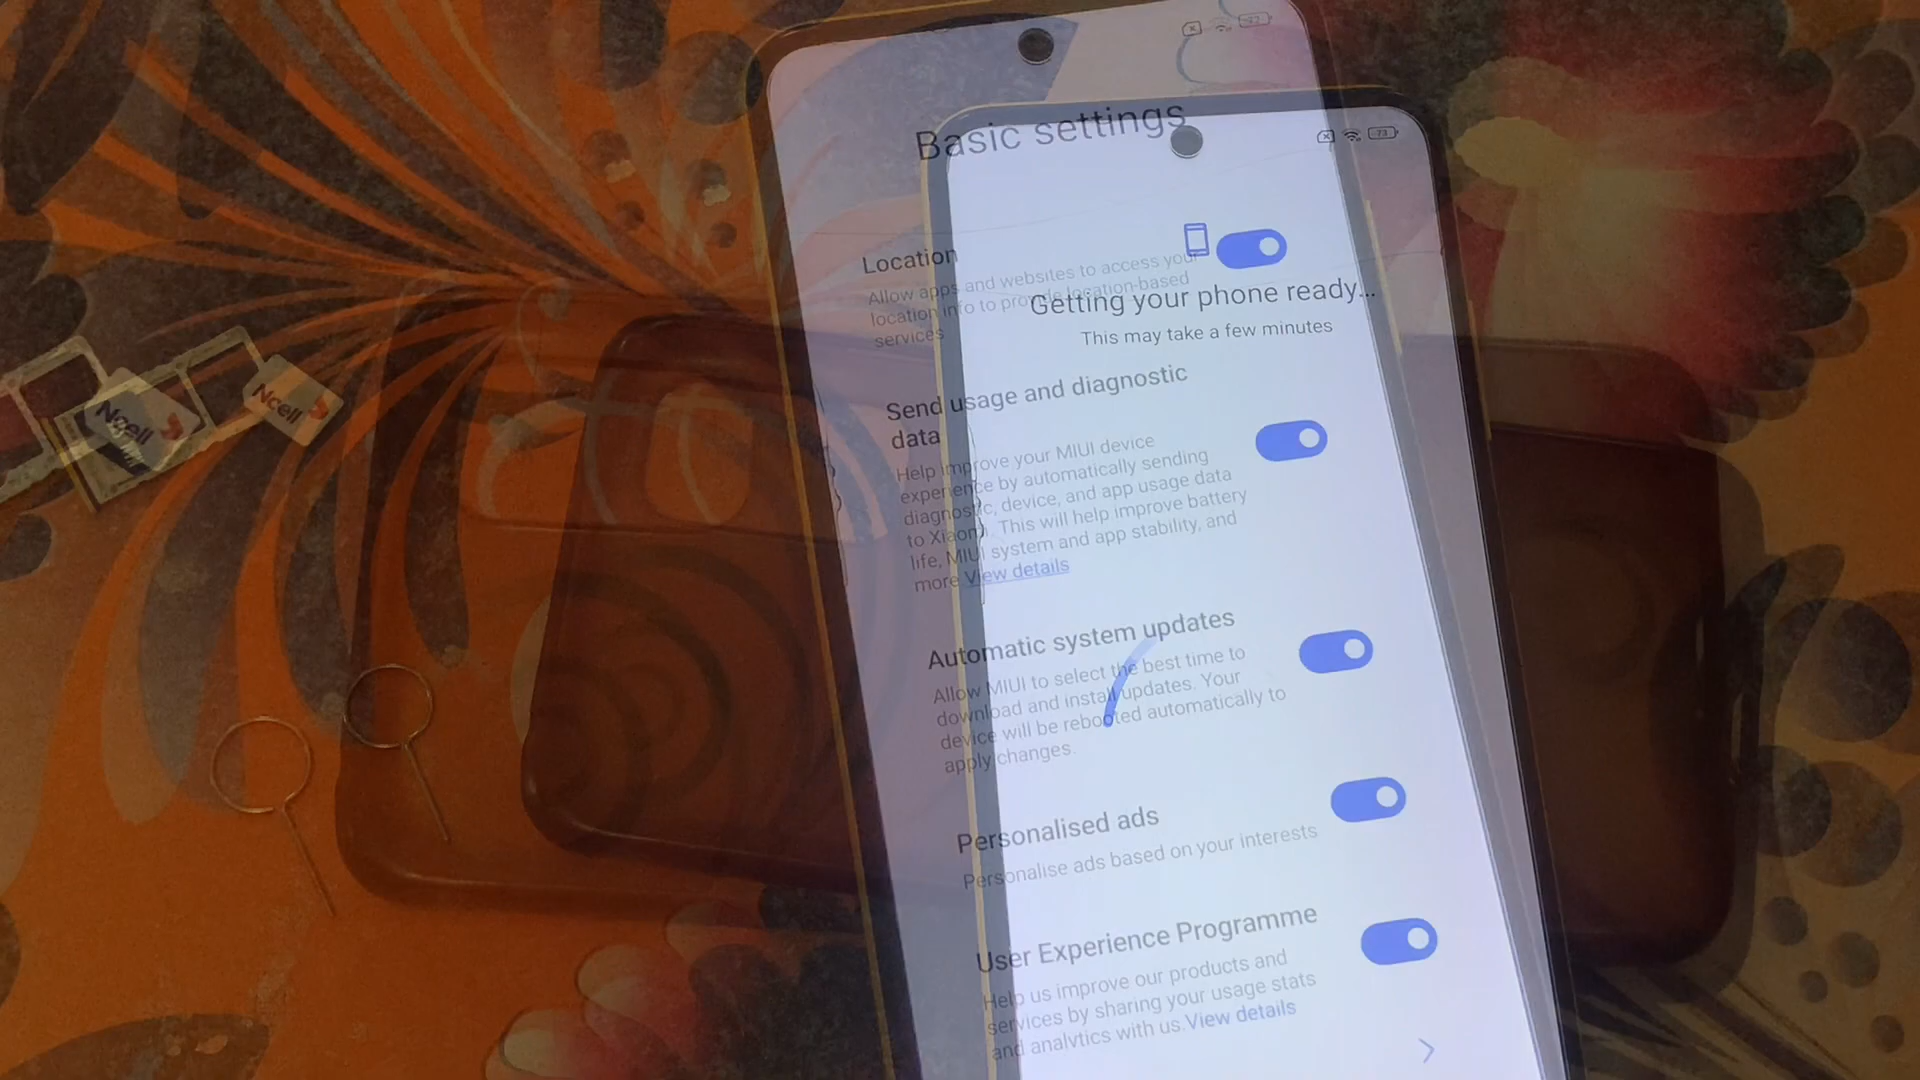 Ncell
Ncell
73
Basic settings
Location
Allow apps and websites to access your
location info to provide location-based
services
Getting your phone ready...
This may take a few minutes
Send usage and diagnostic
data
Help improve your MIUI device
experience by automatically sending
diagnostic, device, and app usage data
to Xiaomi. This will help improve battery
life, MIUI system and app stability, and
more View details
Automatic system updates
Allow MIUI to select the best time to
download and install updates. Your
device will be rebooted automatically to
apply changes.
Personalised ads
Personalise ads based on your interests
User Experience Programme
Help us improve our products and
services by sharing your usage stats
and analytics with us.View details